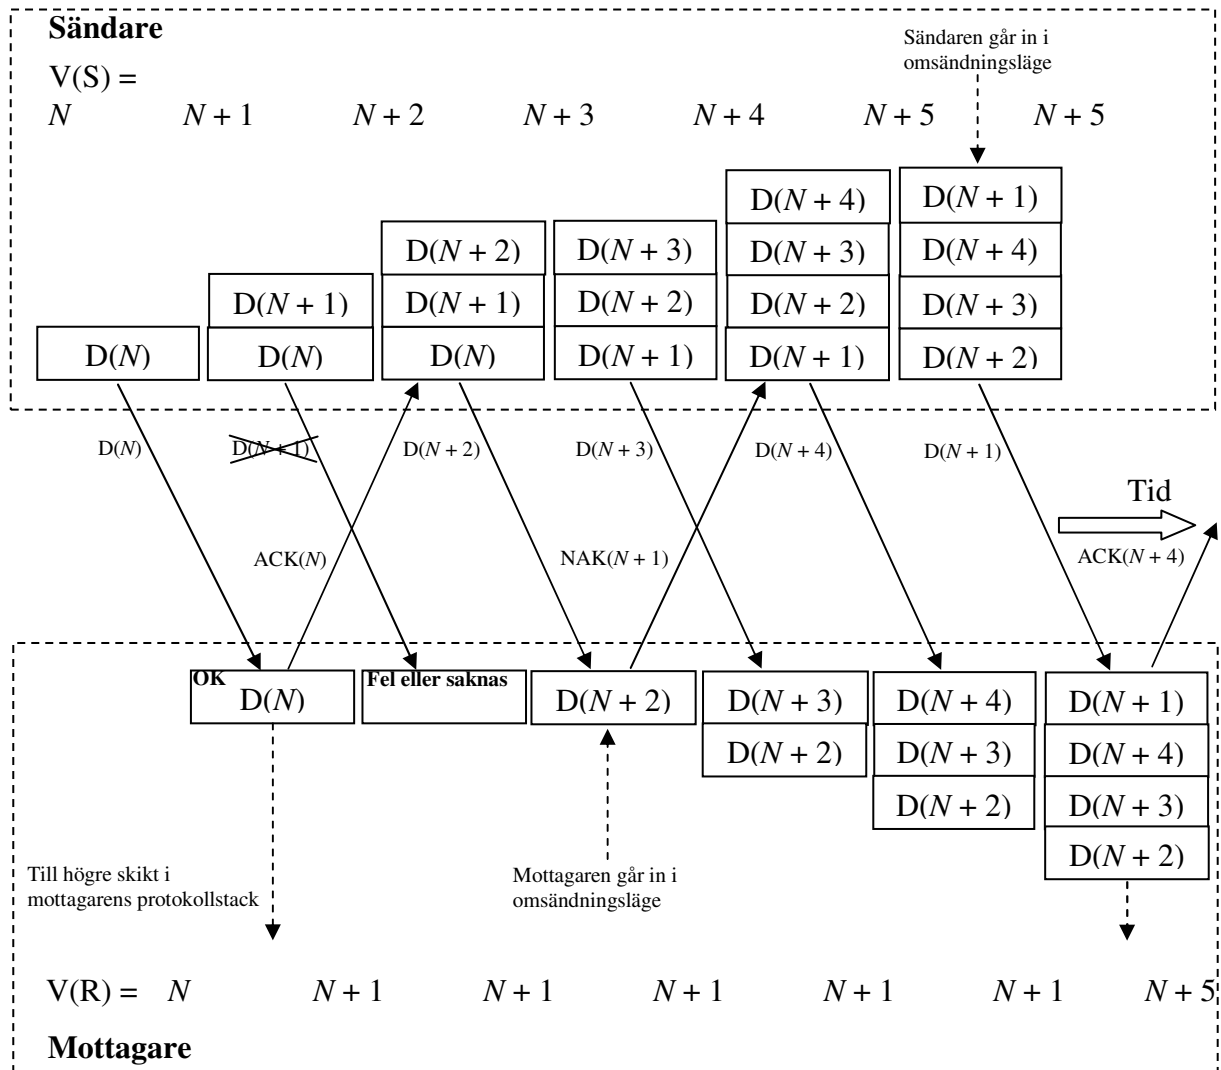 Sändare
Sändaren går in i
omsändningsläge
V(S) =
N N + 1 N + 2 N + 3 N + 4 N + 5 N + 5
D(N + 4) D(N + 1)
D(N + 2) D(N + 3) D(N + 3) D(N + 4)
D(N + 1) D(N + 1) D(N + 2) D(N + 2) D(N + 3)
D(N) D(N) D(N) D(N + 1) D(N + 1) D(N + 2)
D(N) D(N + 1) D(N + 2) D(N + 3) D(N + 4) D(N + 1)
Tid
ACK(N) NAK(N + 1) ACK(N + 4)
OK Fel eller saknas
D(N) D(N + 2) D(N + 3) D(N + 4) D(N + 1)
D(N + 2) D(N + 3) D(N + 4)
D(N + 2) D(N + 3)
D(N + 2)
Till högre skikt i
mottagarens protokollstack
Mottagaren går in i
omsändningsläge
V(R) = N N + 1 N + 1 N + 1 N + 1 N + 1 N + 5
Mottagare